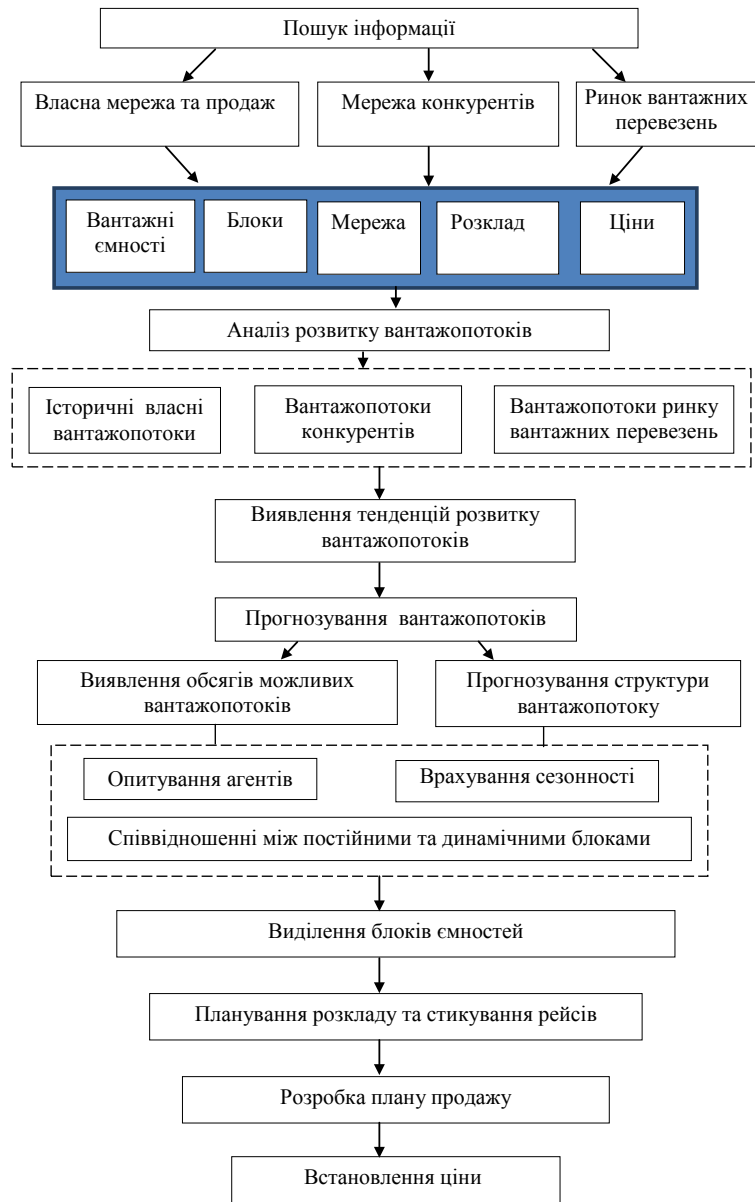 Пошук інформації
Власна мережа та продаж
Мережа конкурентів
Ринок вантажних
перевезень
Вантажні
ємності
Блоки
Мережа
Розклад
Ціни
Аналіз розвитку вантажопотоків
Історичні власні
вантажопотоки
Вантажопотоки
конкурентів
Вантажопотоки ринку
вантажних перевезень
Виявлення тенденцій розвитку
вантажопотоків
Прогнозування вантажопотоків
Виявлення обсягів можливих
вантажопотоків
Прогнозування структури
вантажопотоку
Опитування агентів
Врахування сезонності
Співвідношенні між постійними та динамічними блоками
Виділення блоків ємностей
Планування розкладу та стикування рейсів
Розробка плану продажу
Встановлення ціни